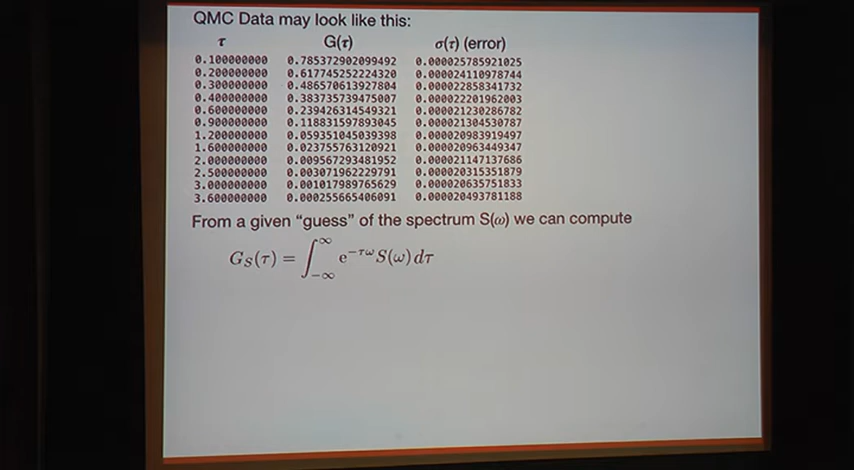 QMC Data may look like this:
τ G(τ) σ(τ) (error)
0.100000000 0.785372902099492 0.000025785921025
0.200000000 0.617745252224320 0.000024110978744
0.300000000 0.486570613927804 0.000022858341732
0.400000000 0.383735739475007 0.000022201962003
0.600000000 0.239426314549321 0.000021230286782
0.900000000 0.118831597893045 0.000021304530787
1.200000000 0.059351045039398 0.000020983919497
1.600000000 0.023755763120921 0.000020963449347
2.000000000 0.009567293481952 0.000021147137686
2.500000000 0.003071962229791 0.000020315351879
3.000000000 0.001017989765629 0.000020635751833
3.600000000 0.000255665406091 0.000020493781188
From a given “guess” of the spectrum S(ω) we can compute
G_S(τ) = ∫_{-∞}^{∞} e^{-τω} S(ω) dτ